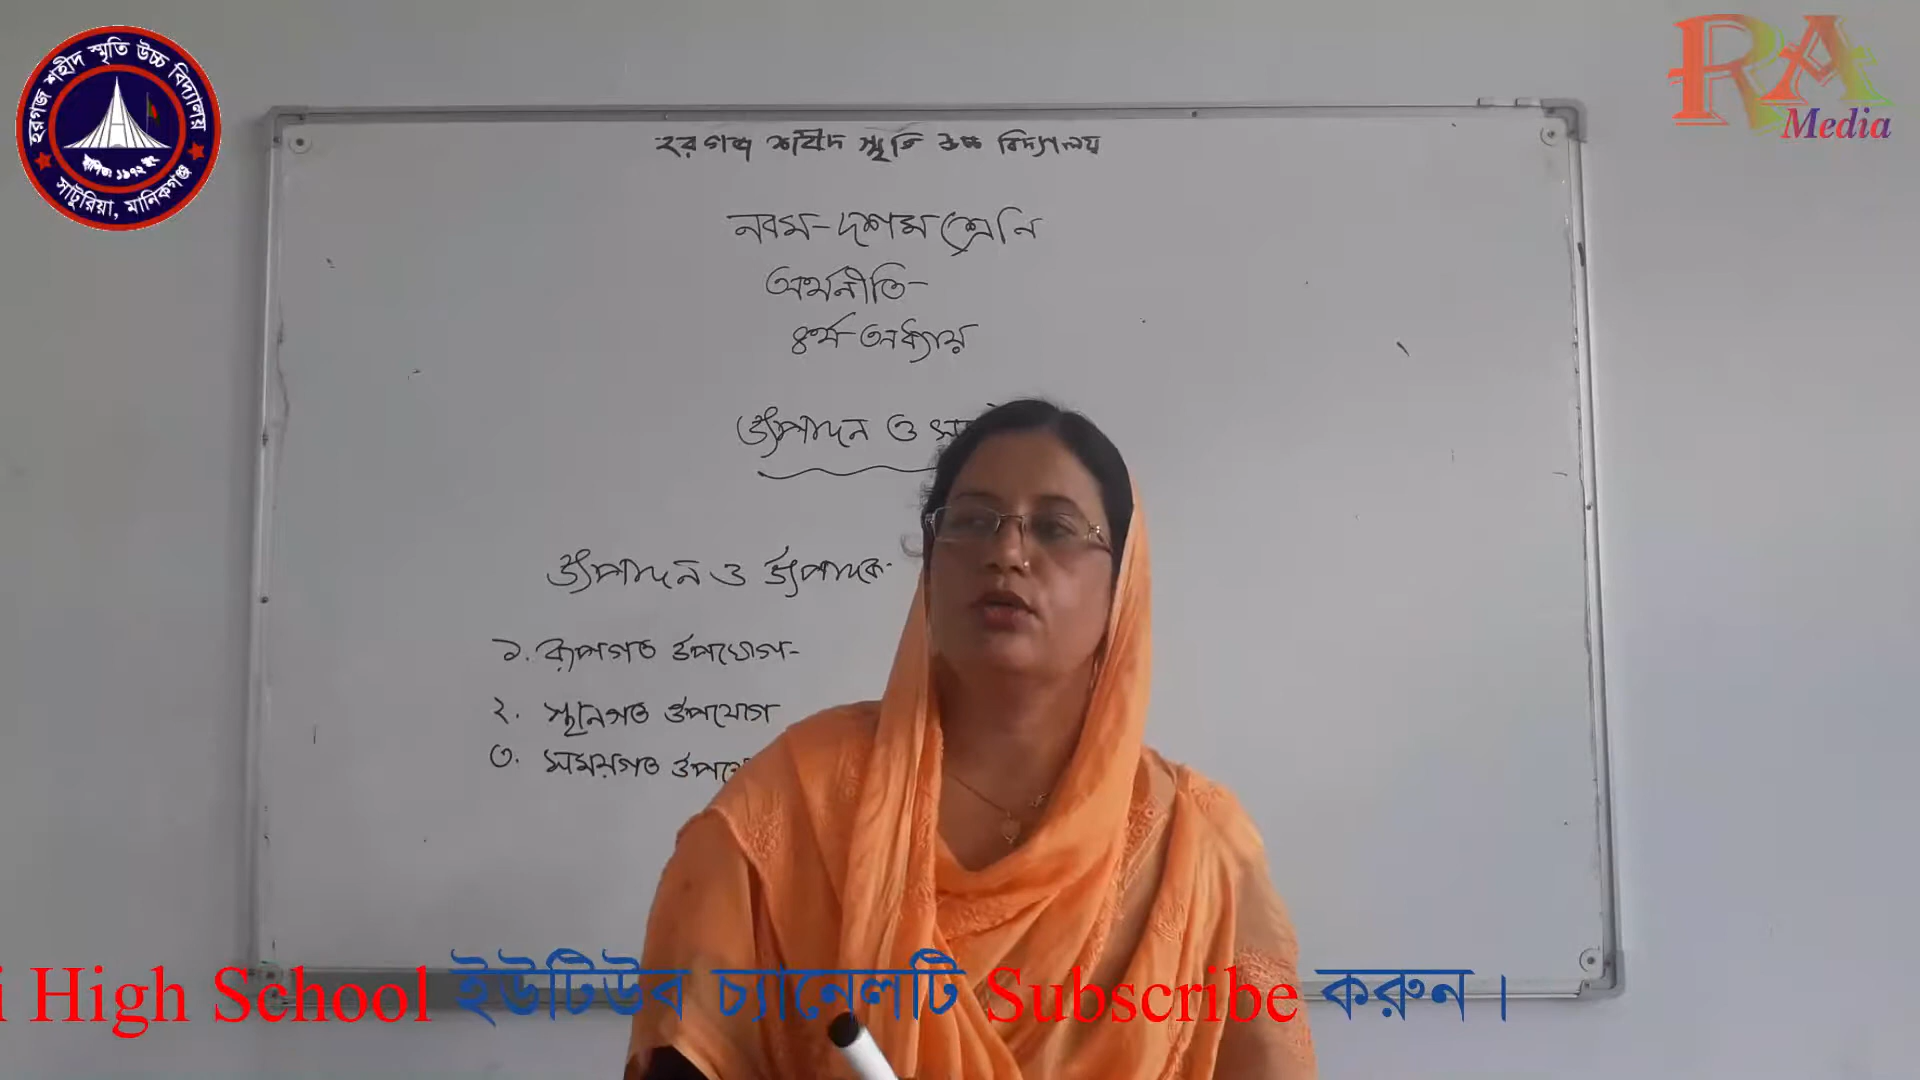 হরগজ শহীদ স্মৃতি উচ্চ বিদ্যালয়
স্থাপিতঃ ১৯৭২ ইং
সাটুরিয়া, মানিকগঞ্জ
RA
Media
হরগজ শহীদ স্মৃতি উচ্চ বিদ্যালয়
নবম-দশম শ্রেনি
অর্থনীতি-
৪র্থ অধ্যায়
উৎপাদন ও
উৎপাদন ও উৎপাদক-
১. রূপগত উপযোগ-
২. স্থানগত উপযোগ
৩. সময়গত
i High School ইউটিউব চ্যানেলটি Subscribe করুন।